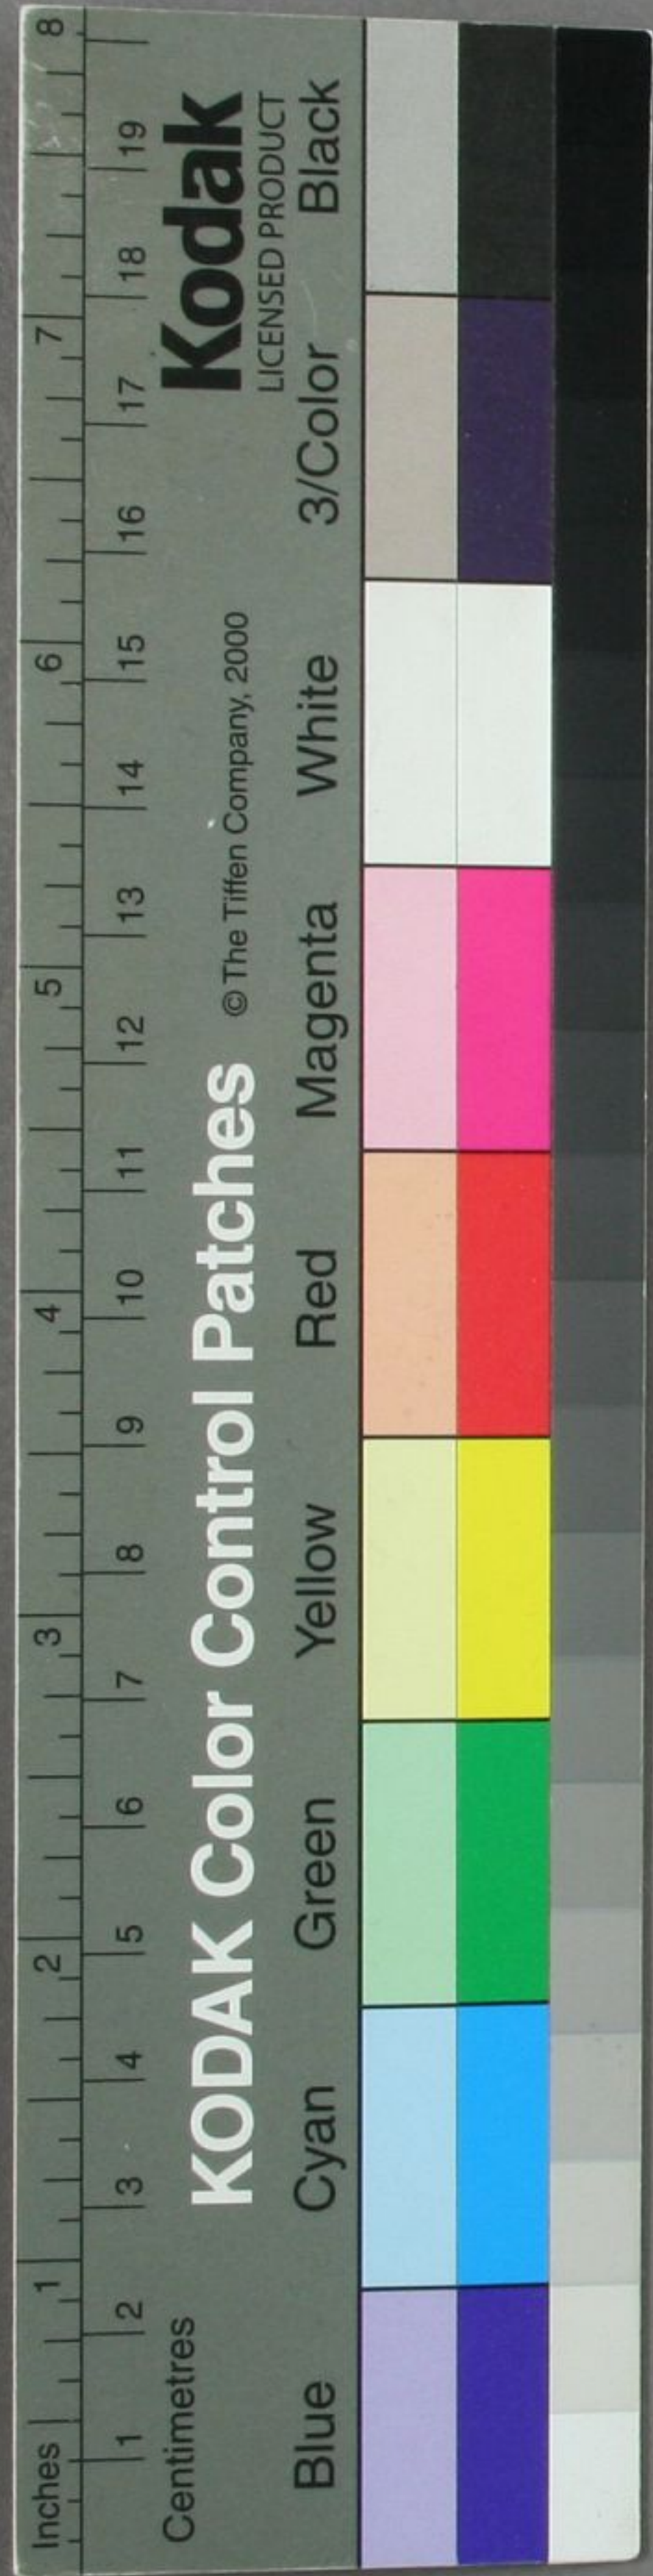 Inches 1 2 3 4 5 6 7 8
Centimetres 1 2 3 4 5 6 7 8 9 10 11 12 13 14 15 16 17 18 19
KODAK Color Control Patches © The Tiffen Company, 2000 Kodak
LICENSED PRODUCT
Blue Cyan Green Yellow Red Magenta White 3/Color Black